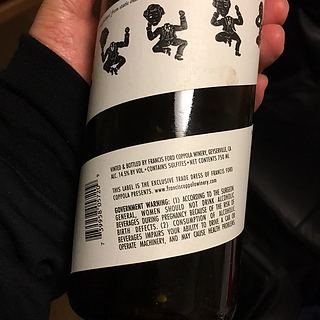 VINTED & BOTTLED BY FRANCIS FORD COPPOLA WINERY, GEYSERVILLE, CA
ALC. 14.5% BY VOL. • CONTAINS SULFITES • NET CONTENTS 750 ML
THIS LABEL IS THE EXCLUSIVE TRADE DRESS OF FRANCIS FORD
COPPOLA PRESENTS. www.franciscoppolawinery.com
GOVERNMENT WARNING: (1) ACCORDING TO THE SURGEON
GENERAL, WOMEN SHOULD NOT DRINK ALCOHOLIC
BEVERAGES DURING PREGNANCY BECAUSE OF THE RISK OF
BIRTH DEFECTS. (2) CONSUMPTION OF ALCOHOLIC
BEVERAGES IMPAIRS YOUR ABILITY TO DRIVE A CAR OR
OPERATE MACHINERY, AND MAY CAUSE HEALTH PROBLEMS.